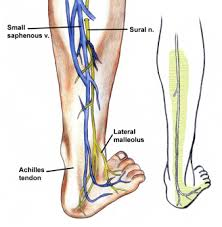 Small
saphenous v.
Sural n.
Lateral
malleolus
Achilles
tendon